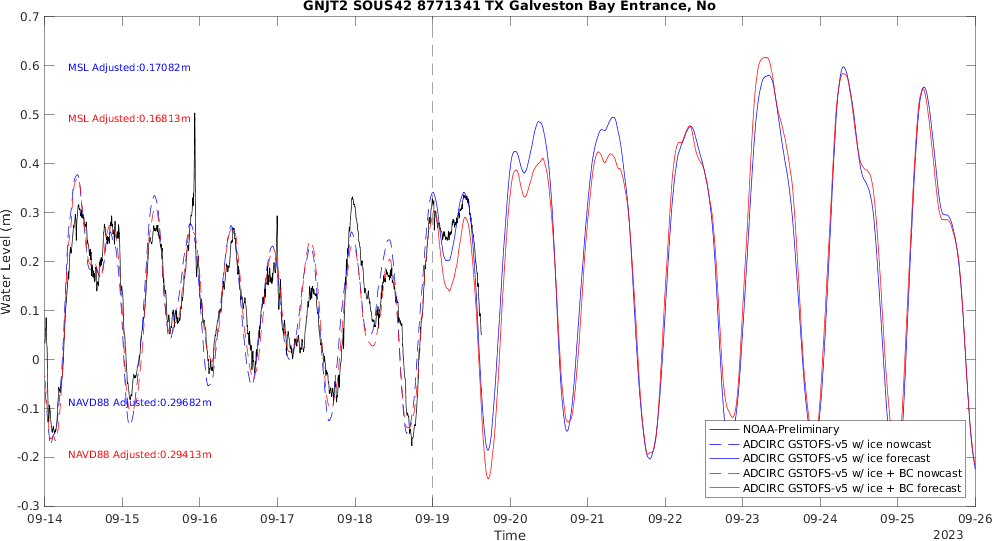 GNJT2 SOUS42 8771341 TX Galveston Bay Entrance, No
Water Level (m)
0.7
0.6
0.5
0.4
0.3
0.2
0.1
0
-0.1
-0.2
-0.3
MSL Adjusted:0.17082m
MSL Adjusted:0.16813m
NAVD88 Adjusted:0.29682m
NAVD88 Adjusted:0.29413m
NOAA-Preliminary
ADCIRC GSTOFS-v5 w/ ice nowcast
ADCIRC GSTOFS-v5 w/ ice forecast
ADCIRC GSTOFS-v5 w/ ice + BC nowcast
ADCIRC GSTOFS-v5 w/ ice + BC forecast
09-14 09-15 09-16 09-17 09-18 09-19 09-20 09-21 09-22 09-23 09-24 09-25 09-26
Time
2023